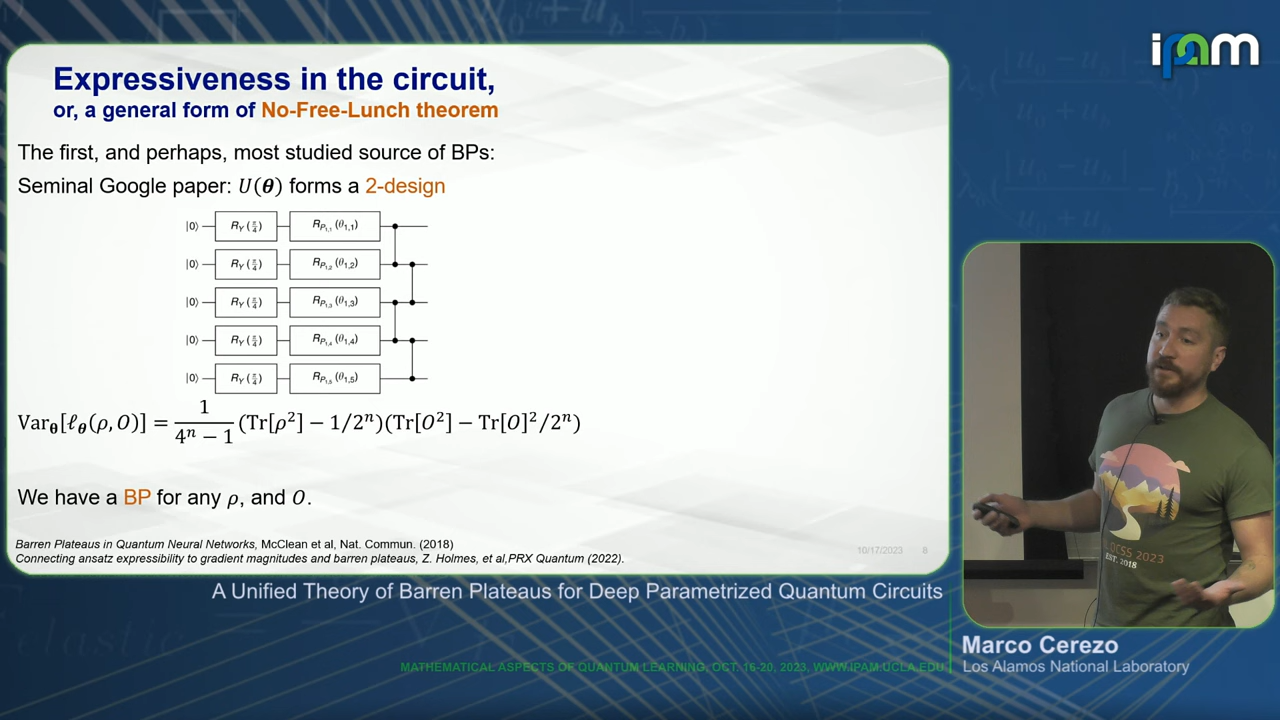 ipam
Expressiveness in the circuit,
or, a general form of No-Free-Lunch theorem
The first, and perhaps, most studied source of BPs:
Seminal Google paper: U(θ) forms a 2-design
|0⟩ R_Y(π/4) R_{P_{1,1}}(θ_{1,1})
|0⟩ R_Y(π/4) R_{P_{1,2}}(θ_{1,2})
|0⟩ R_Y(π/4) R_{P_{1,3}}(θ_{1,3})
|0⟩ R_Y(π/4) R_{P_{1,4}}(θ_{1,4})
|0⟩ R_Y(π/4) R_{P_{1,5}}(θ_{1,5})
Var_θ[ℓ_θ(ρ, O)] = 1/(4^n − 1) (Tr[ρ²] − 1/2^n)(Tr[O²] − Tr[O]²/2^n)
We have a BP for any ρ, and O.
Barren Plateaus in Quantum Neural Networks, McClean et al, Nat. Commun. (2018)
Connecting ansatz expressibility to gradient magnitudes and barren plateaus, Z. Holmes, et al,PRX Quantum (2022).
10/17/2023 8
OCSS 2023
EST. 2018
A Unified Theory of Barren Plateaus for Deep Parametrized Quantum Circuits
Marco Cerezo
Los Alamos National Laboratory
MATHEMATICAL ASPECTS OF QUANTUM LEARNING, OCT. 16-20, 2023, WWW.IPAM.UCLA.EDU
elastic